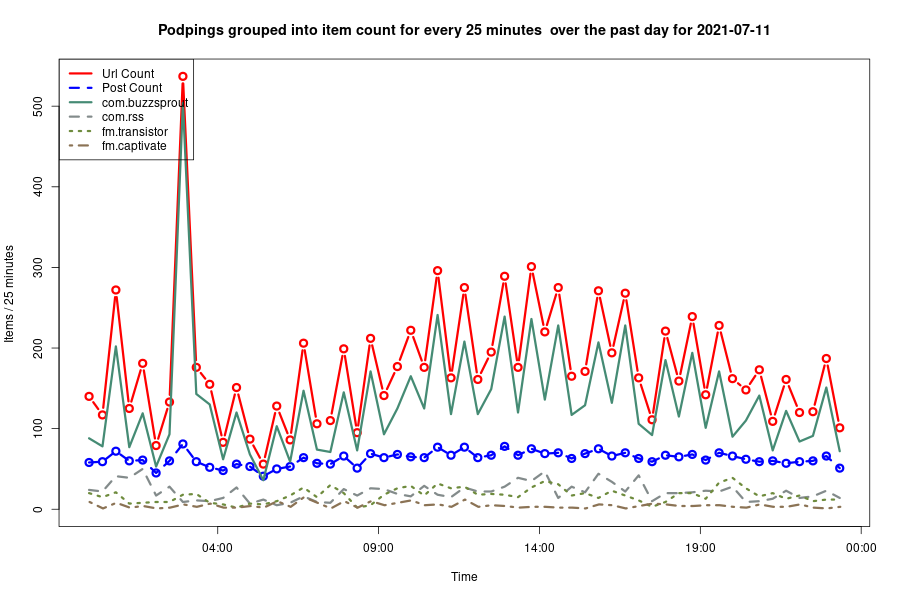 Podpings grouped into item count for every 25 minutes  over the past day for 2021-07-11
Url Count
Post Count
com.buzzsprout
com.rss
fm.transistor
fm.captivate
500
400
300
200
100
0
Items / 25 minutes
04:00
09:00
14:00
19:00
00:00
Time